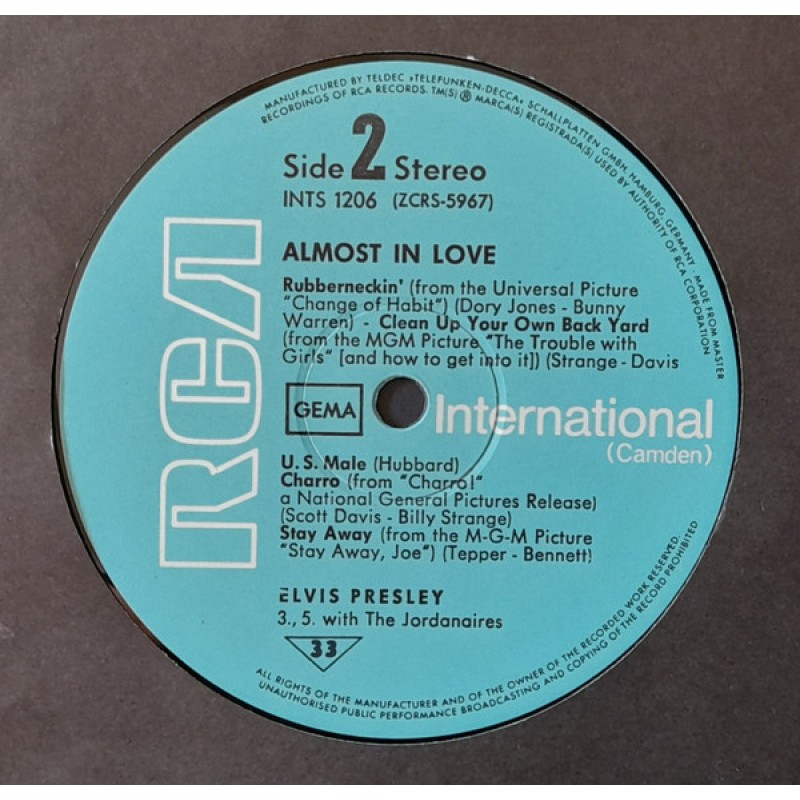 MANUFACTURED BY TELDEC »TELEFUNKEN-DECCA« SCHALLPLATTEN GMBH, HAMBURG, GERMANY · MADE FROM MASTER
RECORDINGS OF RCA RECORDS. TM(S) ® MARCA(S) REGISTRADA(S) USED BY AUTHORITY OF RCA CORPORATION
Side 2 Stereo
INTS 1206 (ZCRS-5967)
ALMOST IN LOVE
Rubberneckin' (from the Universal Picture
"Change of Habit") (Dory Jones - Bunny
Warren) - Clean Up Your Own Back Yard
(from the MGM Picture "The Trouble with
Girls" [and how to get into it]) (Strange - Davis
RCA
GEMA
International
(Camden)
U.S. Male (Hubbard)
Charro (from "Charro!"
a National General Pictures Release)
(Scott Davis - Billy Strange)
Stay Away (from the M-G-M Picture
"Stay Away, Joe") (Tepper - Bennett)
ELVIS PRESLEY
3., 5. with The Jordanaires
33
ALL RIGHTS OF THE MANUFACTURER AND OF THE OWNER OF THE RECORDED WORK RESERVED.
UNAUTHORISED PUBLIC PERFORMANCE BROADCASTING AND COPYING OF THE RECORD PROHIBITED